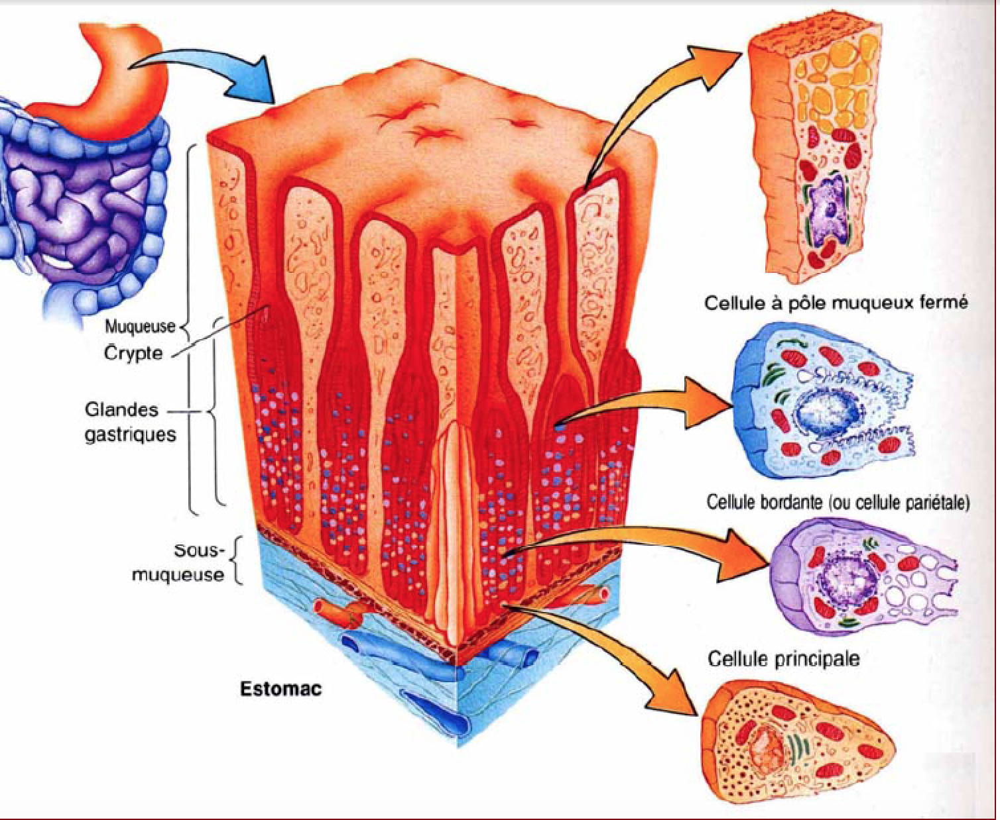 Muqueuse
Crypte
Glandes
gastriques
Sous-
muqueuse
Estomac
Cellule à pôle muqueux fermé
Cellule bordante (ou cellule pariétale)
Cellule principale